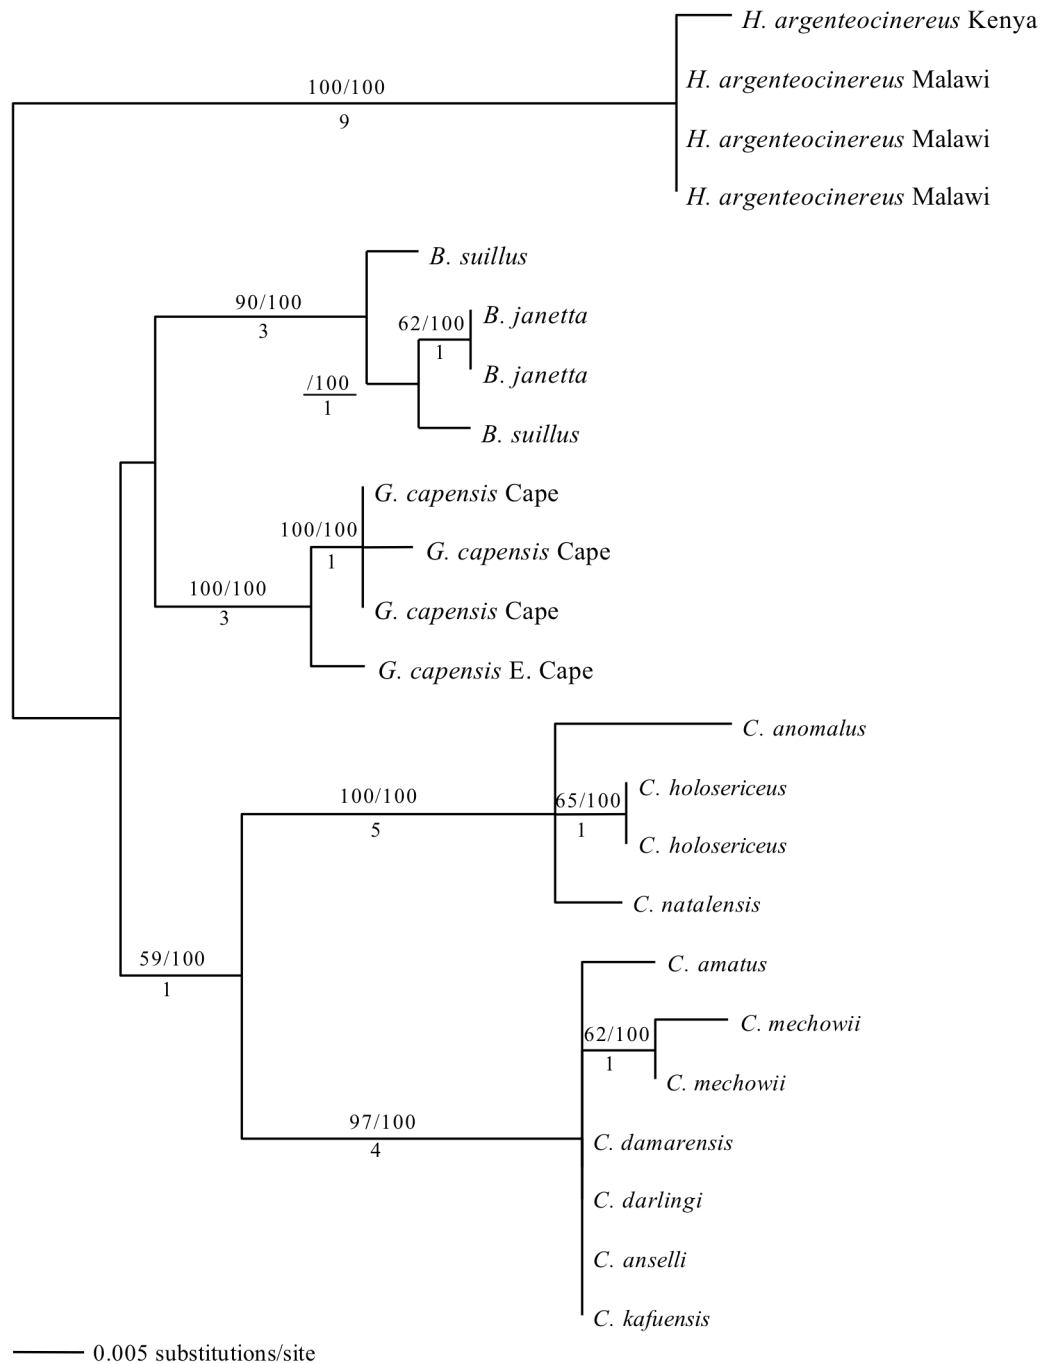 H. argenteocinereus Kenya
100/100
H. argenteocinereus Malawi
9
H. argenteocinereus Malawi
H. argenteocinereus Malawi
B. suillus
90/100
3
B. janetta
62/100
1
B. janetta
/100
1
B. suillus
G. capensis Cape
100/100
G. capensis Cape
1
100/100
3
G. capensis Cape
G. capensis E. Cape
C. anomalus
C. holosericeus
100/100
65/100
5
1
C. holosericeus
C. natalensis
59/100
1
C. amatus
C. mechowii
62/100
1
C. mechowii
97/100
4
C. damarensis
C. darlingi
C. anselli
C. kafuensis
0.005 substitutions/site